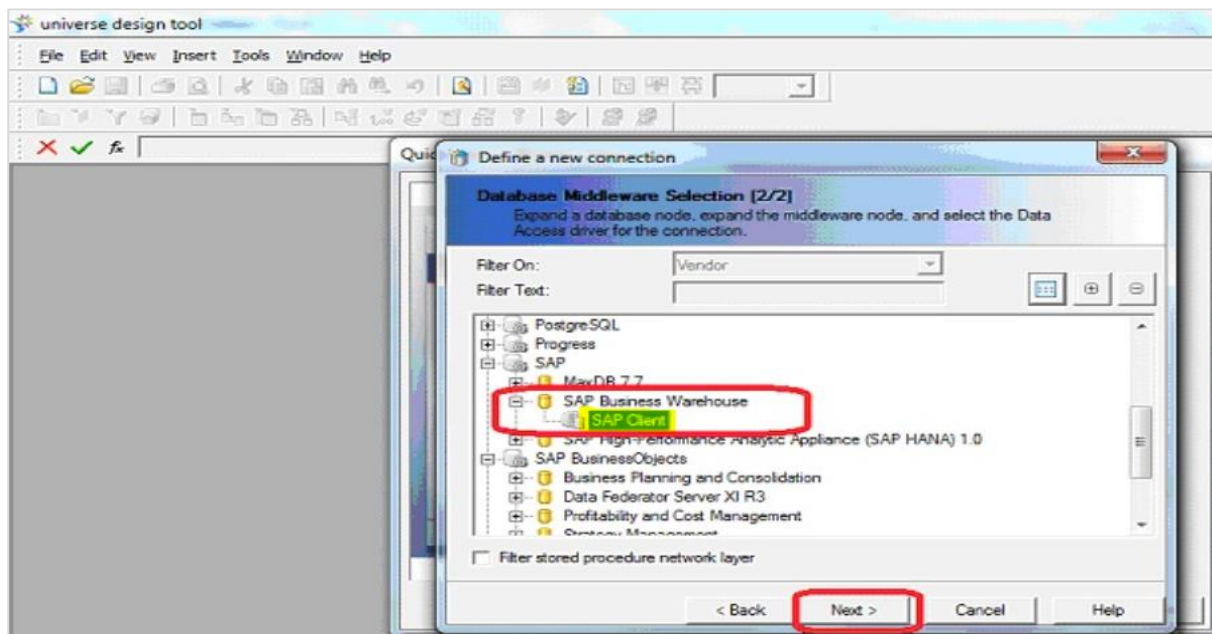 universe design tool
File Edit View Insert Tools Window Help
Quic
Define a new connection
Database Middleware Selection [2/2]
Expand a database node, expand the middleware node, and select the Data
Access driver for the connection.
Filter On: Vendor
Filter Text:
PostgreSQL
Progress
SAP
MaxDB 7.7
SAP Business Warehouse
SAP Client
SAP High-Performance Analytic Appliance (SAP HANA) 1.0
SAP BusinessObjects
Business Planning and Consolidation
Data Federator Server XI R3
Profitability and Cost Management
Strategy Management
Filter stored procedure network layer
< Back Next > Cancel Help